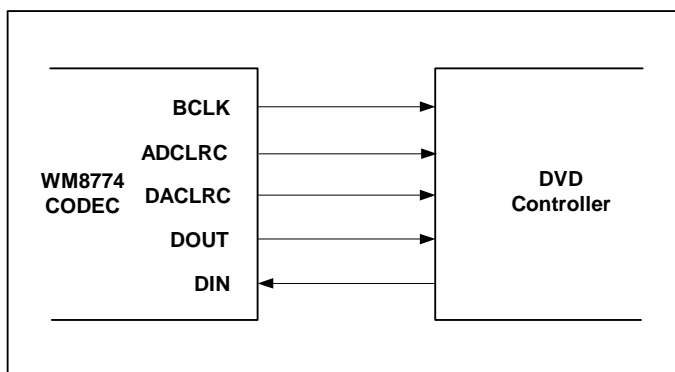 BCLK
ADCLRC
WM8774
CODEC
DACLRC
DOUT
DIN
DVD
Controller